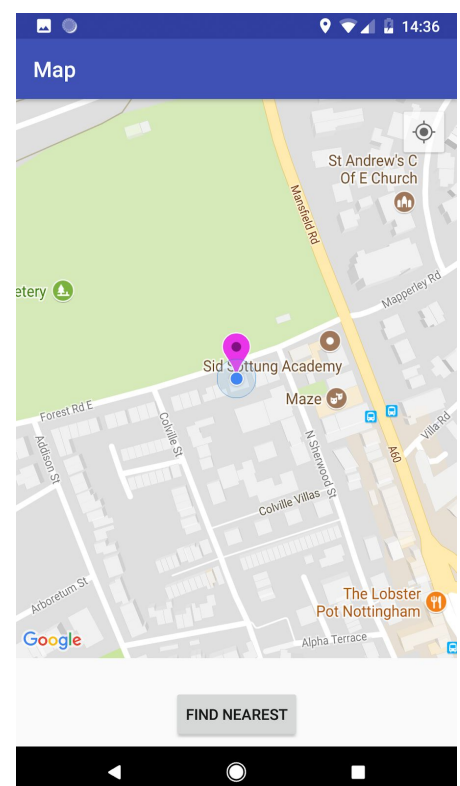 14:36
Map
St Andrew's C
Of E Church
Mansfield Rd
Mapperley Rd
etery
Sid Sottung Academy
Maze
Forest Rd E
Colville St
Addison St
N Sherwood St
Villa Rd
A60
Colville Villas
Arboretum St
The Lobster
Pot Nottingham
Alpha Terrace
Google
FIND NEAREST